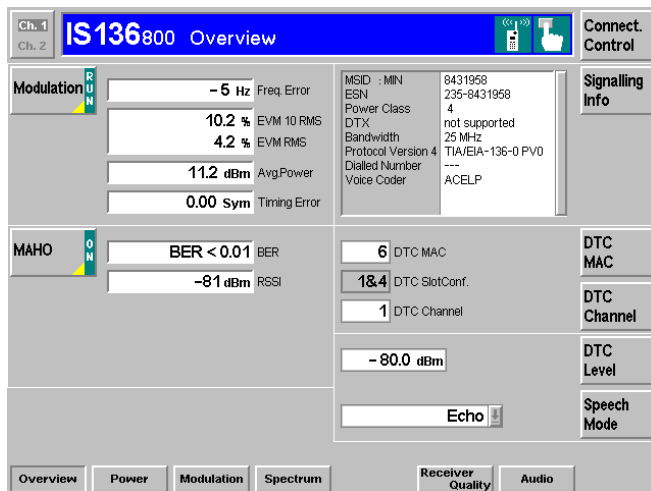 Ch. 1
Ch. 2
IS136800 Overview
Connect. Control
Modulation RUN
-5 Hz Freq. Error
10.2 % EVM 10 RMS
4.2 % EVM RMS
11.2 dBm Avg.Power
0.00 Sym Timing Error
MSID : MIN 8431958
ESN 235-8431958
Power Class 4
DTX not supported
Bandwidth 25 MHz
Protocol Version 4 TIA/EIA-136-0 PV0
Dialled Number ---
Voice Coder ACELP
Signalling Info
MAHO ON
BER < 0.01 BER
-81 dBm RSSI
6 DTC MAC
1&4 DTC SlotConf.
1 DTC Channel
DTC MAC
DTC Channel
-80.0 dBm
DTC Level
Echo
Speech Mode
Overview Power Modulation Spectrum Receiver Quality Audio